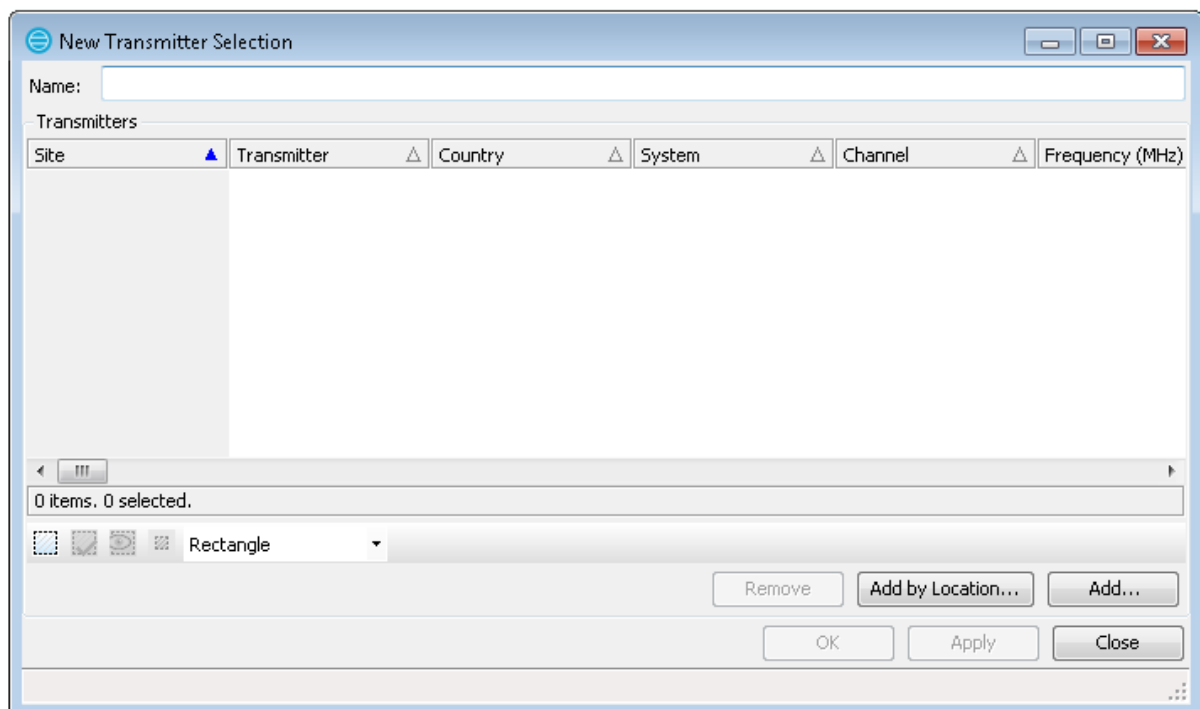 New Transmitter Selection
Name:
Transmitters
Site Transmitter Country System Channel Frequency (MHz)
0 items. 0 selected.
Rectangle
Remove Add by Location... Add...
OK Apply Close